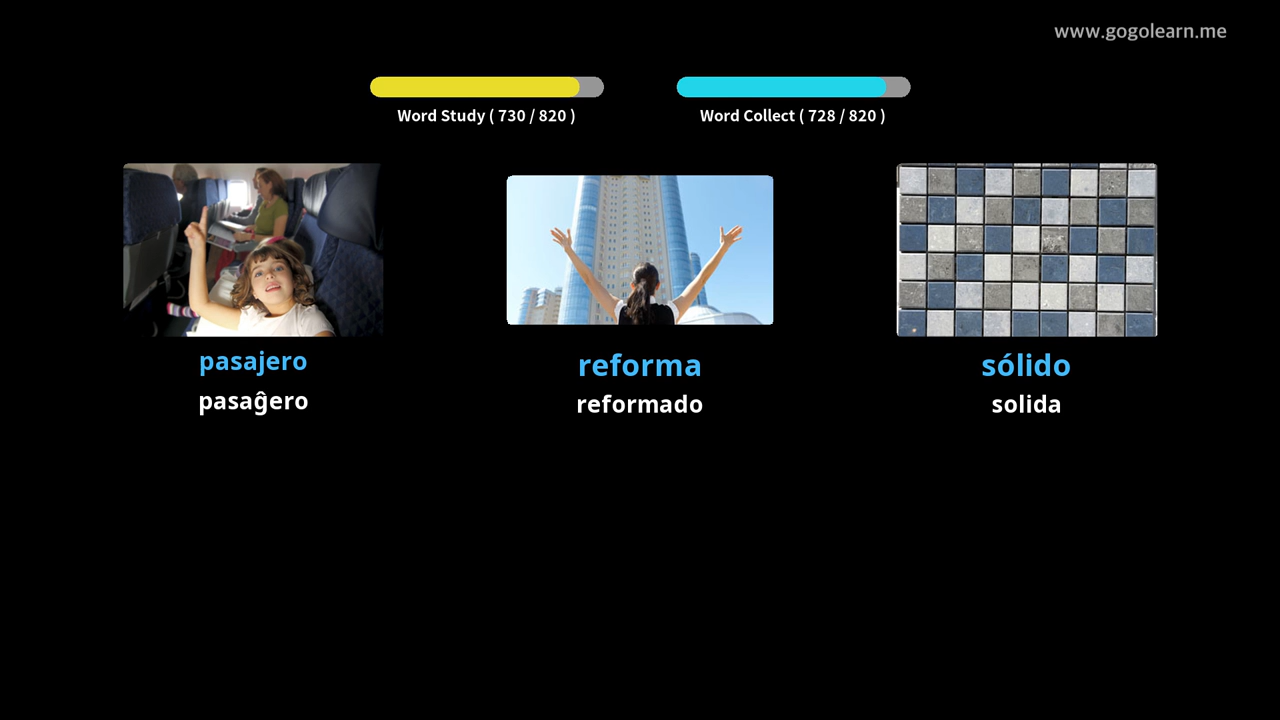 www.gogolearn.me
Word Study ( 730 / 820 )
Word Collect ( 728 / 820 )
pasajero
pasaĝero
reforma
reformado
sólido
solida